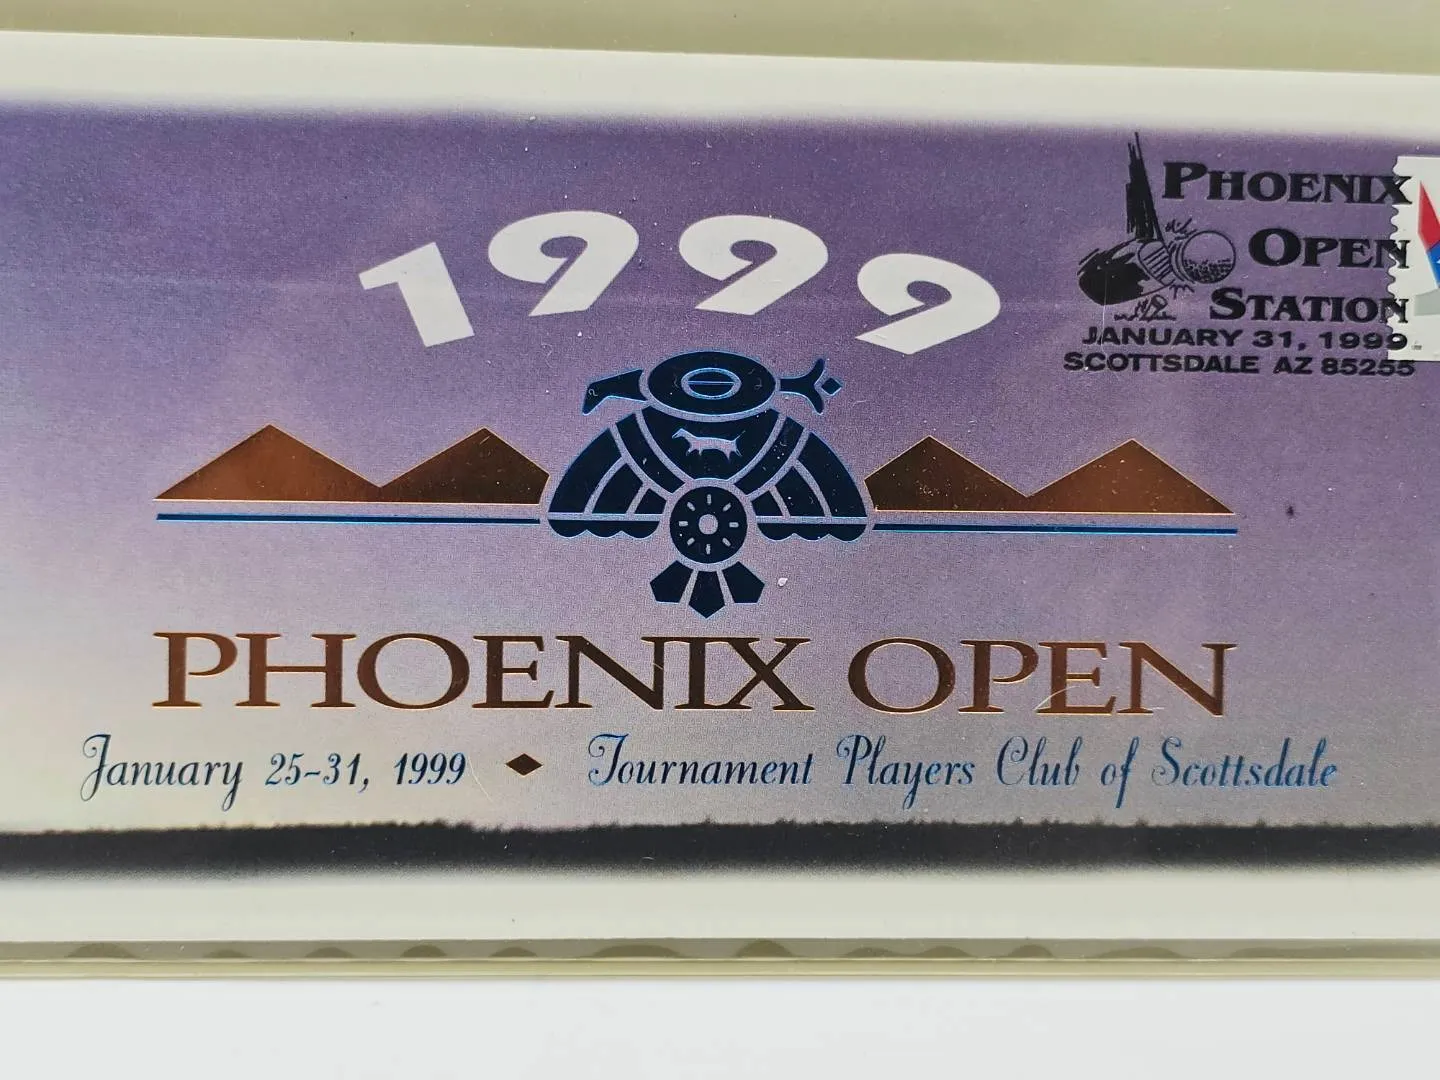 1999
PHOENIX
OPEN
STATION
JANUARY 31, 1999
SCOTTSDALE AZ 85255
PHOENIX OPEN
January 25-31, 1999 ◆ Tournament Players Club of Scottsdale